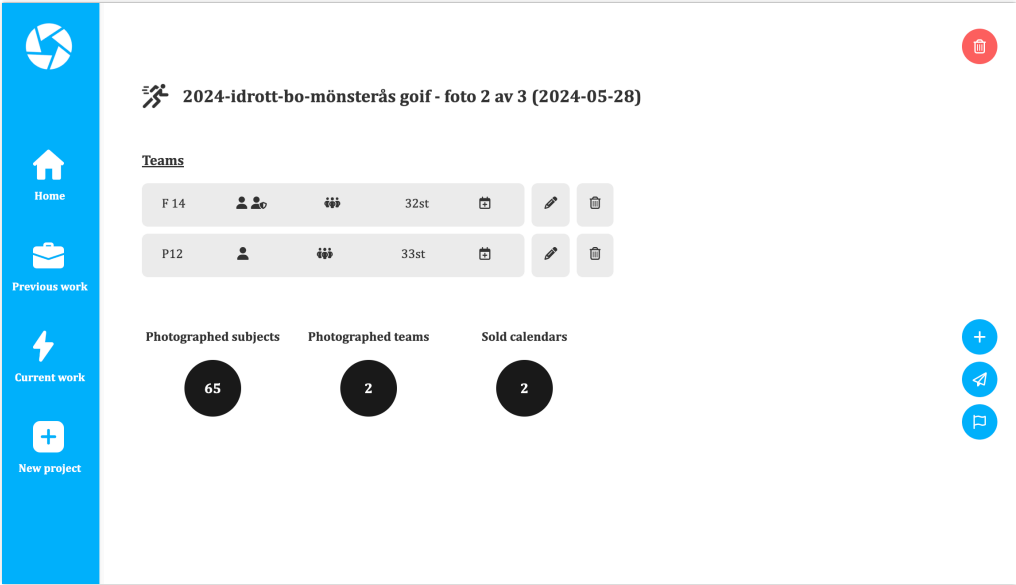 2024-idrott-bo-mönsterås goif - foto 2 av 3 (2024-05-28)
Home
Previous work
Current work
New project
Teams
F 14 32st
P12 33st
Photographed subjects Photographed teams Sold calendars
65 2 2